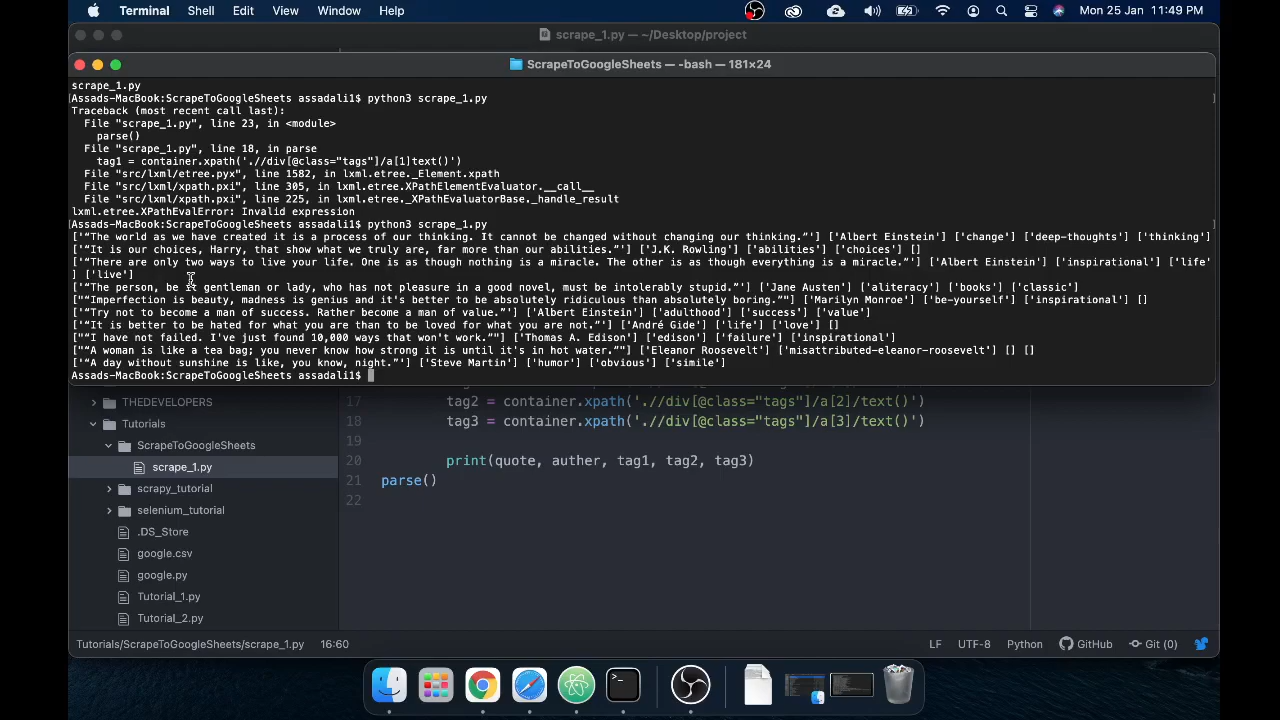 Terminal Shell Edit View Window Help Mon 25 Jan 11:49 PM
scrape_1.py — ~/Desktop/project
ScrapeToGoogleSheets — -bash — 181×24
scrape_1.py
[Assads-MacBook:ScrapeToGoogleSheets assadali1$ python3 scrape_1.py ]
Traceback (most recent call last):
File "scrape_1.py", line 23, in <module>
parse()
File "scrape_1.py", line 18, in parse
tag1 = container.xpath('.//div[@class="tags"]/a[1]text()')
File "src/lxml/etree.pyx", line 1582, in lxml.etree._Element.xpath
File "src/lxml/xpath.pxi", line 305, in lxml.etree.XPathElementEvaluator.__call__
File "src/lxml/xpath.pxi", line 225, in lxml.etree._XPathEvaluatorBase._handle_result
lxml.etree.XPathEvalError: Invalid expression
[Assads-MacBook:ScrapeToGoogleSheets assadali1$ python3 scrape_1.py ]
['“The world as we have created it is a process of our thinking. It cannot be changed without changing our thinking.”'] ['Albert Einstein'] ['change'] ['deep-thoughts'] ['thinking']
['“It is our choices, Harry, that show what we truly are, far more than our abilities.”'] ['J.K. Rowling'] ['abilities'] ['choices'] []
['“There are only two ways to live your life. One is as though nothing is a miracle. The other is as though everything is a miracle.”'] ['Albert Einstein'] ['inspirational'] ['life'
] ['live']
['“The person, be it gentleman or lady, who has not pleasure in a good novel, must be intolerably stupid.”'] ['Jane Austen'] ['aliteracy'] ['books'] ['classic']
["“Imperfection is beauty, madness is genius and it's better to be absolutely ridiculous than absolutely boring.”"] ['Marilyn Monroe'] ['be-yourself'] ['inspirational'] []
['“Try not to become a man of success. Rather become a man of value.”'] ['Albert Einstein'] ['adulthood'] ['success'] ['value']
['“It is better to be hated for what you are than to be loved for what you are not.”'] ['André Gide'] ['life'] ['love'] []
["“I have not failed. I've just found 10,000 ways that won't work.”"] ['Thomas A. Edison'] ['edison'] ['failure'] ['inspirational']
["“A woman is like a tea bag; you never know how strong it is until it's in hot water.”"] ['Eleanor Roosevelt'] ['misattributed-eleanor-roosevelt'] [] []
['“A day without sunshine is like, you know, night.”'] ['Steve Martin'] ['humor'] ['obvious'] ['simile']
Assads-MacBook:ScrapeToGoogleSheets assadali1$
THEDEVELOPERS
Tutorials
ScrapeToGoogleSheets
scrape_1.py
scrapy_tutorial
selenium_tutorial
.DS_Store
google.csv
google.py
Tutorial_1.py
Tutorial_2.py
17 tag2 = container.xpath('.//div[@class="tags"]/a[2]/text()')
18 tag3 = container.xpath('.//div[@class="tags"]/a[3]/text()')
19
20 print(quote, auther, tag1, tag2, tag3)
21 parse()
22
Tutorials/ScrapeToGoogleSheets/scrape_1.py 16:60 LF UTF-8 Python GitHub Git (0)